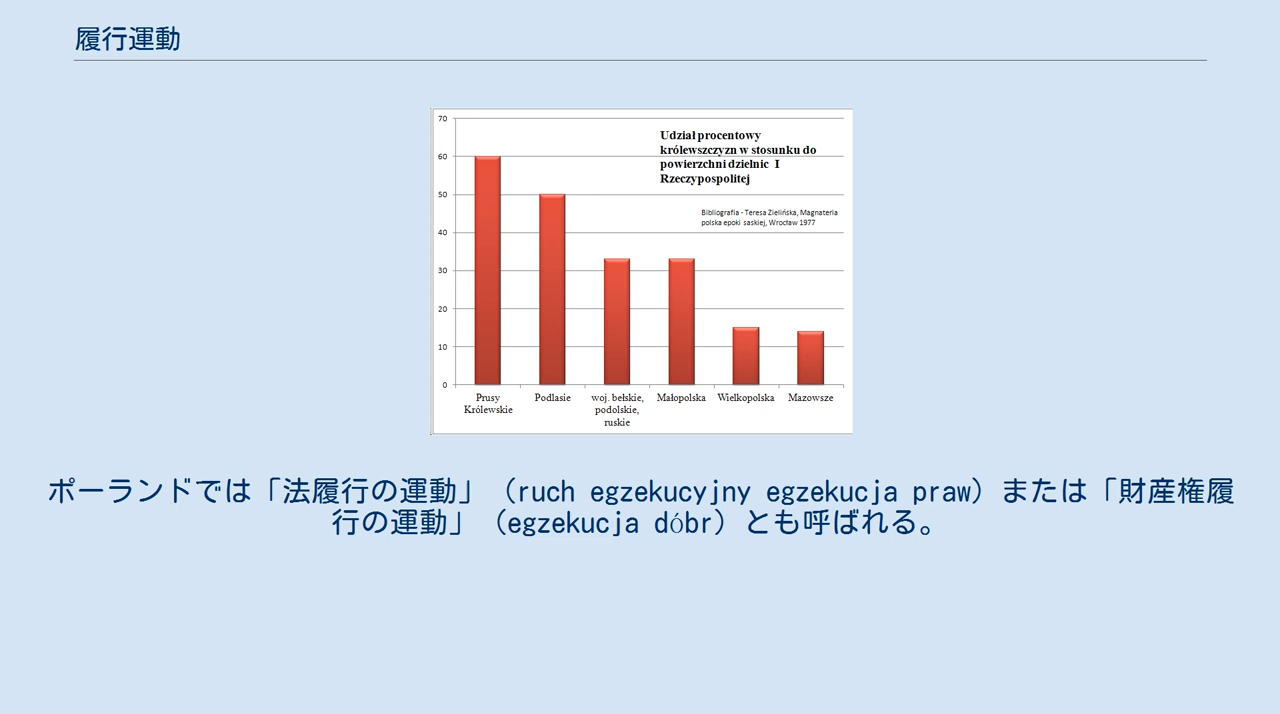 履行運動
70
60
50
40
30
20
10
0
Udział procentowy
królewszczyzn w stosunku do
powierzchni dzielnic I
Rzeczypospolitej
Bibliografia - Teresa Zielińska, Magnateria
polska epoki saskiej, Wrocław 1977
Prusy
Królewskie
Podlasie
woj. bełskie,
podolskie,
ruskie
Małopolska
Wielkopolska
Mazowsze
ポーランドでは「法履行の運動」（ruch egzekucyjny egzekucja praw）または「財産権履
行の運動」（egzekucja dóbr）とも呼ばれる。